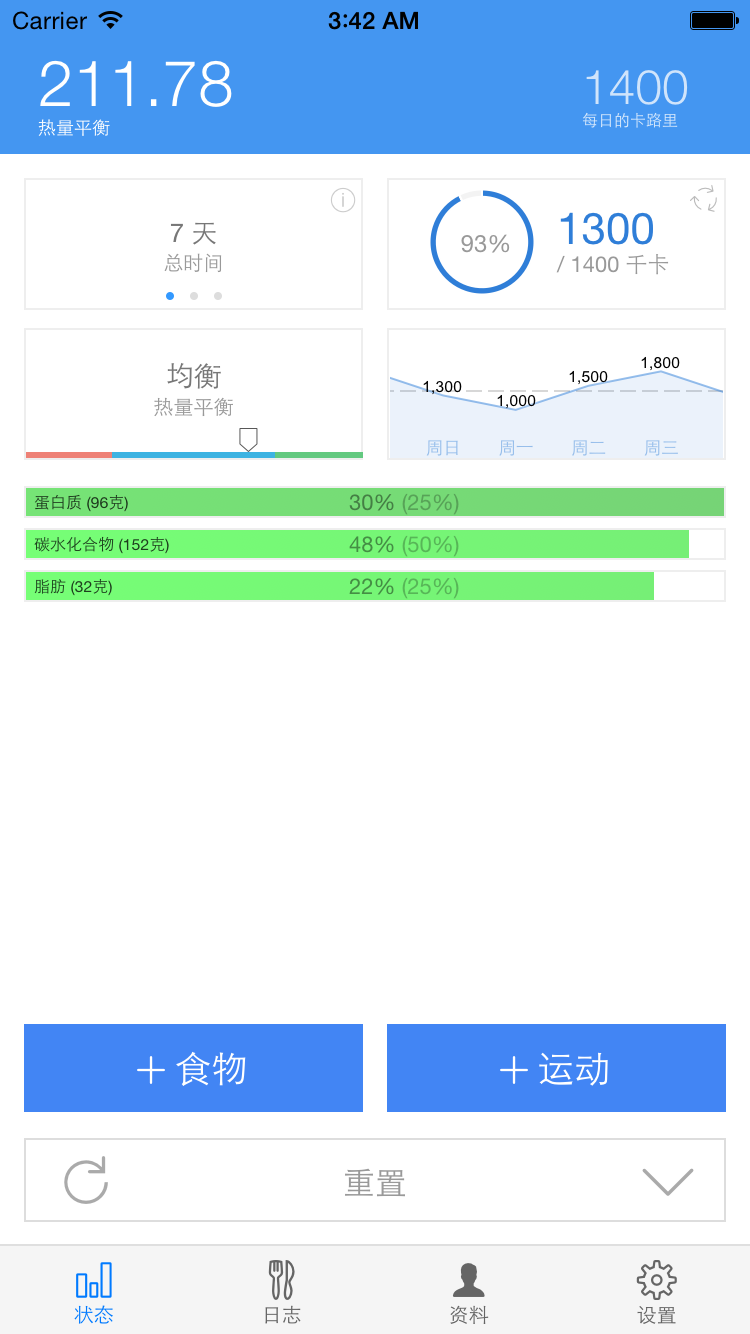 Carrier 3:42 AM
211.78
热量平衡
1400
每日的卡路里
7 天
总时间
93%
1300
/ 1400 千卡
均衡
热量平衡
1,300
1,000
1,500
1,800
周日 周一 周二 周三
蛋白质 (96克) 30% (25%)
碳水化合物 (152克) 48% (50%)
脂肪 (32克) 22% (25%)
+ 食物
+ 运动
重置
状态 日志 资料 设置